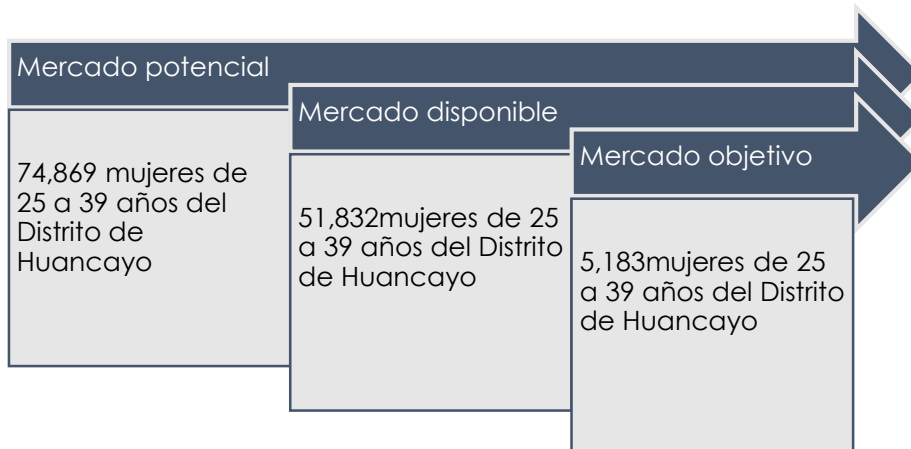 Mercado potencial
74,869 mujeres de
25 a 39 años del
Distrito de
Huancayo
Mercado disponible
51,832mujeres de 25
a 39 años del Distrito
de Huancayo
Mercado objetivo
5,183mujeres de 25
a 39 años del Distrito
de Huancayo